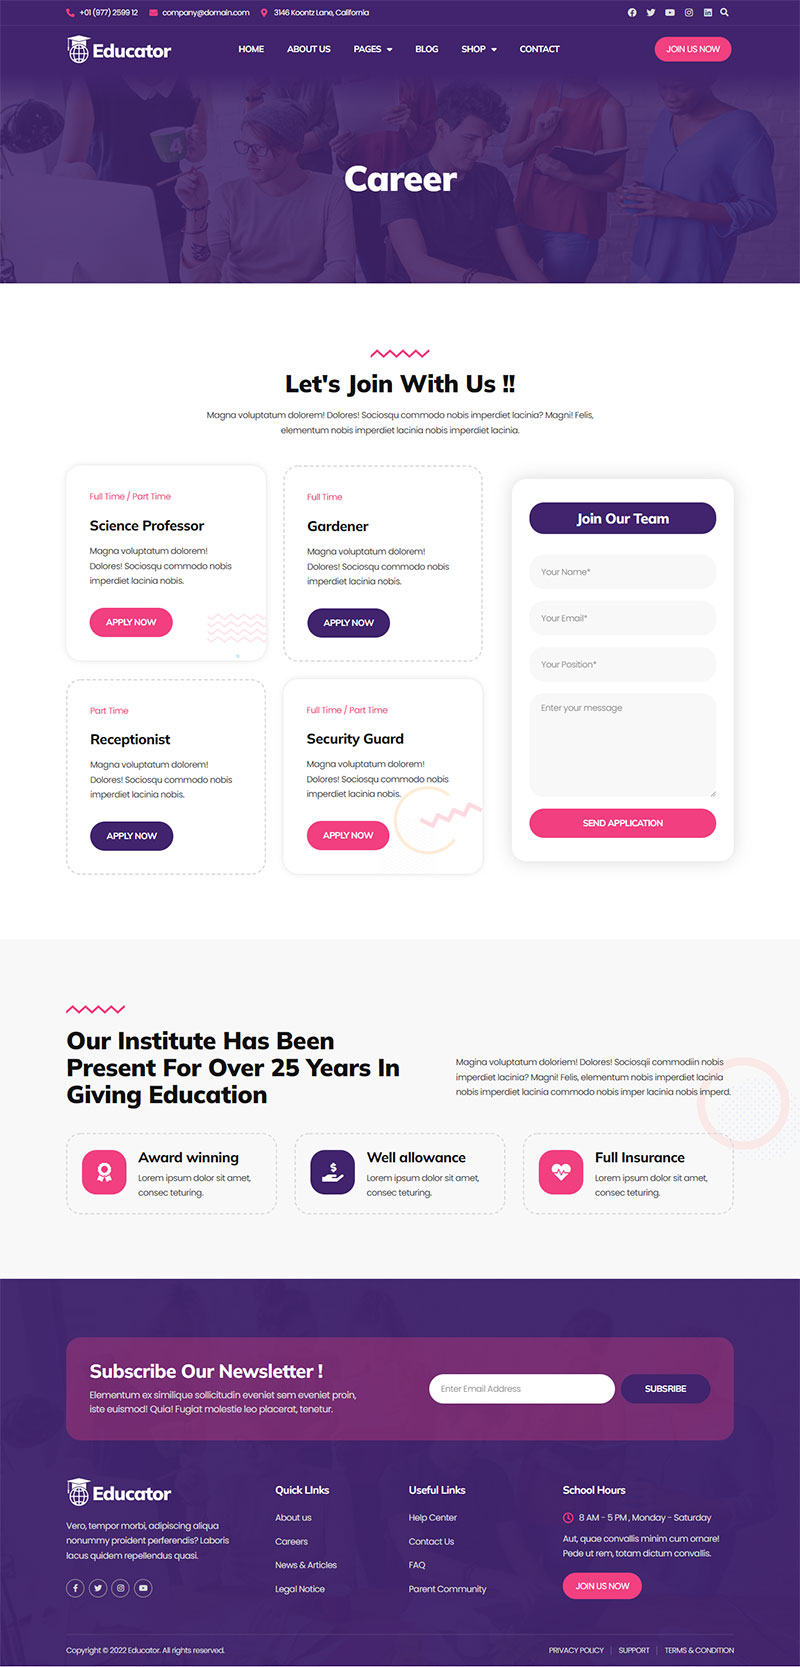 +01 (977) 2599 12 company@domain.com 3146 Koontz Lane, California
Educator HOME ABOUT US PAGES BLOG SHOP CONTACT JOIN US NOW
4
Career
Let's Join With Us !!
Magna voluptatum dolorem! Dolores! Sociosqu commodo nobis imperdiet lacinia? Magni! Felis,
elementum nobis imperdiet lacinia nobis imperdiet lacinia.
Full Time / Part Time
Science Professor
Magna voluptatum dolorem!
Dolores! Sociosqu commodo nobis
imperdiet lacinia nobis.
APPLY NOW
Full Time
Gardener
Magna voluptatum dolorem!
Dolores! Sociosqu commodo nobis
imperdiet lacinia nobis.
APPLY NOW
Part Time
Receptionist
Magna voluptatum dolorem!
Dolores! Sociosqu commodo nobis
imperdiet lacinia nobis.
APPLY NOW
Full Time / Part Time
Security Guard
Magna voluptatum dolorem!
Dolores! Sociosqu commodo nobis
imperdiet lacinia nobis.
APPLY NOW
Join Our Team
Your Name*
Your Email*
Your Position*
Enter your message
SEND APPLICATION
Our Institute Has Been
Present For Over 25 Years In
Giving Education
Magina voluptatum doloriem! Dolores! Sociosqii commodiin nobis
imperdiet lacinia? Magni! Felis, elementum nobis imperdiet lacinia
nobis imperdiet lacinia commodo nobis imper lacinia nobis imperd.
Award winning
Lorem ipsum dolor sit amet,
consec teturing.
Well allowance
Lorem ipsum dolor sit amet,
consec teturing.
Full Insurance
Lorem ipsum dolor sit amet,
consec teturing.
Subscribe Our Newsletter !
Elementum ex similique sollicitudin eveniet sem eveniet proin,
iste euismod! Quia! Fugiat molestie leo placerat, tenetur.
Enter Email Address
SUBSRIBE
Educator
Vero, tempor morbi, adipiscing aliqua
nonummy proident perferendis? Laboris
lacus quidem repellendus quasi.
Quick LInks
About us
Careers
News & Articles
Legal Notice
Useful Links
Help Center
Contact Us
FAQ
Parent Community
School Hours
8 AM - 5 PM , Monday - Saturday
Aut, quae convallis minim cum ornare!
Pede ut rem, totam dictum convallis.
JOIN US NOW
Copyright © 2022 Educator. All rights reserved.
PRIVACY POLICY SUPPORT TERMS & CONDITION